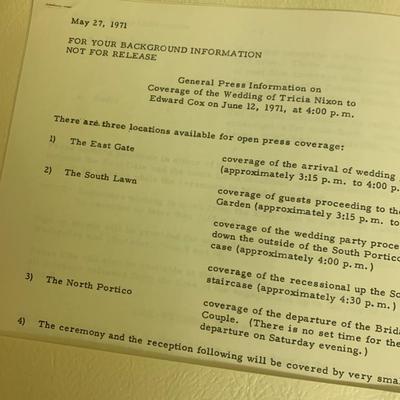 May 27, 1971
FOR YOUR BACKGROUND INFORMATION
NOT FOR RELEASE
General Press Information on
Coverage of the Wedding of Tricia Nixon to
Edward Cox on June 12, 1971, at 4:00 p. m.
There are three locations available for open press coverage:
1) The East Gate
coverage of the arrival of wedding
(approximately 3:15 p. m. to 4:00 p.
2) The South Lawn
coverage of guests proceeding to the
Garden (approximately 3:15 p. m. to
coverage of the wedding party proce
down the outside of the South Portico
case (approximately 4:00 p. m. )
coverage of the recessional up the So
staircase (approximately 4:30 p. m. )
3) The North Portico
coverage of the departure of the Brida
Couple. (There is no set time for the
departure on Saturday evening. )
4) The ceremony and the reception following will be covered by very smal